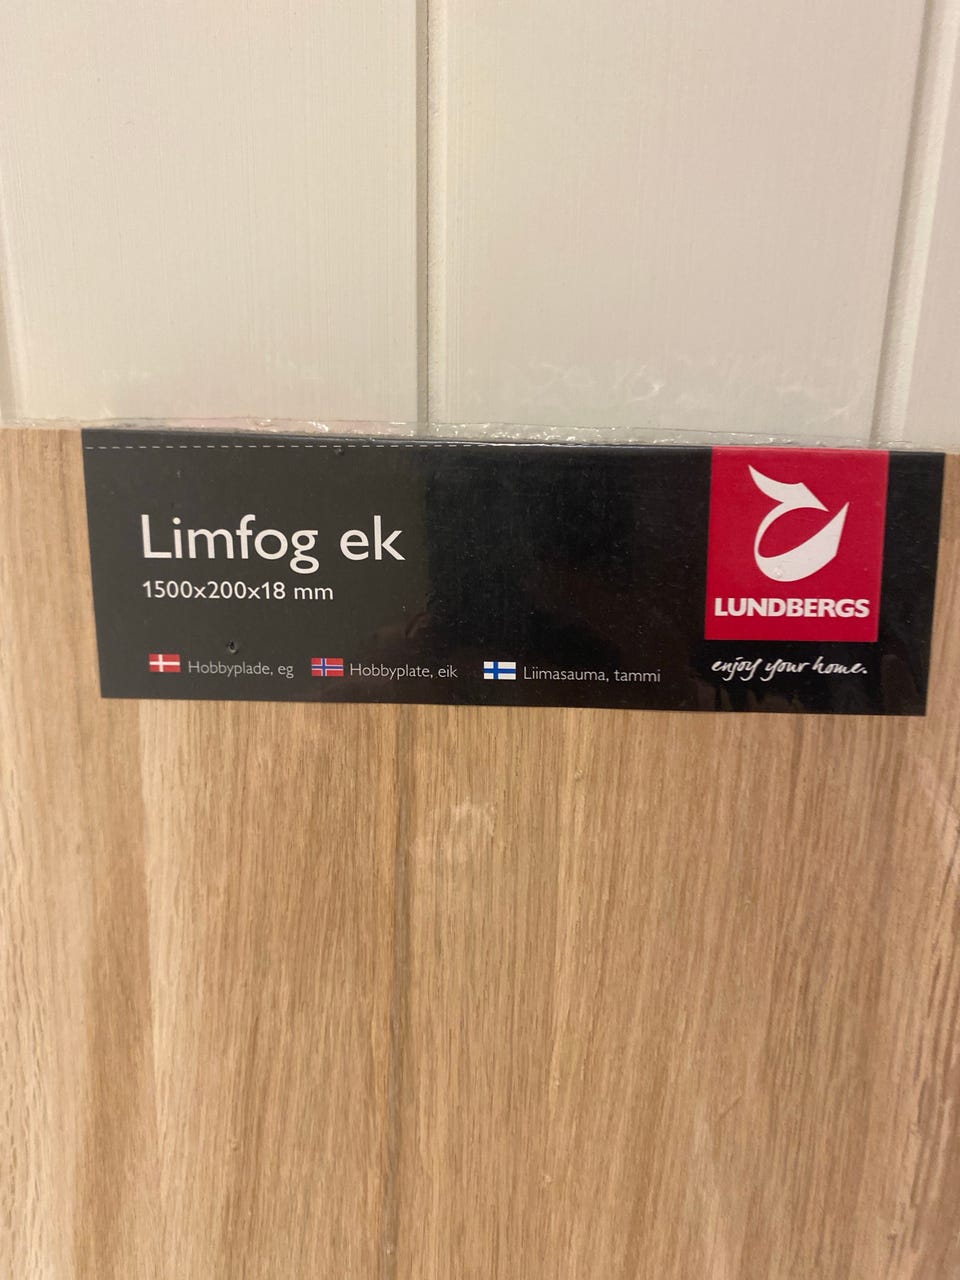 Limfog ek
1500x200x18 mm
Hobbyplade, eg Hobbyplate, eik Liimasauma, tammi
LUNDBERGS
enjoy your home.